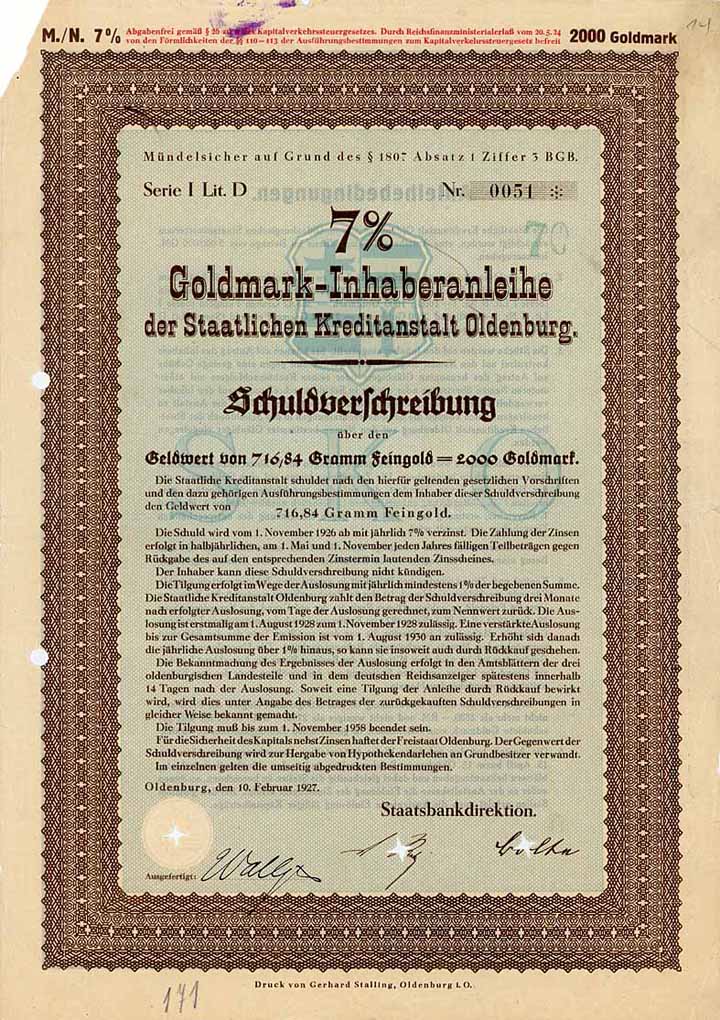 M./N. 7% Abgabenfrei gemäß § 26 des Kapitalverkehrssteuergesetzes. Durch Reichsfinanzministerialerlaß vom 20.5.24 2000 Goldmark
von den Förmlichkeiten der §§ 110—113 der Ausführungsbestimmungen zum Kapitalverkehrssteuergesetz befreit
14
Mündelsicher auf Grund des § 1807 Absatz 1 Ziffer 3 BGB.
Serie I Lit. D Nr. 0051
7%
Goldmark-Inhaberanleihe
der Staatlichen Kreditanstalt Oldenburg.
Schuldverschreibung
über den
Geldwert von 716,84 Gramm Feingold = 2000 Goldmark.
Die Staatliche Kreditanstalt schuldet nach den hierfür geltenden gesetzlichen Vorschriften
und den dazu gehörigen Ausführungsbestimmungen dem Inhaber dieser Schuldverschreibung
den Geldwert von 716,84 Gramm Feingold.
Die Schuld wird vom 1. November 1926 ab mit jährlich 7% verzinst. Die Zahlung der Zinsen
erfolgt in halbjährlichen, am 1. Mai und 1. November jeden Jahres fälligen Teilbeträgen gegen
Rückgabe des auf den entsprechenden Zinstermin lautenden Zinsscheines.
Der Inhaber kann diese Schuldverschreibung nicht kündigen.
Die Tilgung erfolgt im Wege der Auslosung mit jährlich mindestens 1% der begebenen Summe.
Die Staatliche Kreditanstalt Oldenburg zahlt den Betrag der Schuldverschreibung drei Monate
nach erfolgter Auslosung, vom Tage der Auslosung gerechnet, zum Nennwert zurück. Die Aus-
losung ist erstmalig am 1. August 1928 zum 1. November 1928 zulässig. Eine verstärkte Auslosung
bis zur Gesamtsumme der Emission ist vom 1. August 1930 an zulässig. Erhöht sich danach
die jährliche Auslosung über 1% hinaus, so kann sie insoweit auch durch Rückkauf geschehen.
Die Bekanntmachung des Ergebnisses der Auslosung erfolgt in den Amtsblättern der drei
oldenburgischen Landesteile und in dem deutschen Reichsanzeiger spätestens innerhalb
14 Tagen nach der Auslosung. Soweit eine Tilgung der Anleihe durch Rückkauf bewirkt
wird, wird dies unter Angabe des Betrages der zurückgekauften Schuldverschreibungen in
gleicher Weise bekannt gemacht.
Die Tilgung muß bis zum 1. November 1958 beendet sein.
Für die Sicherheit des Kapitals nebst Zinsen haftet der Freistaat Oldenburg. Der Gegenwert der
Schuldverschreibung wird zur Hergabe von Hypothekendarlehen an Grundbesitzer verwandt.
Im einzelnen gelten die umseitig abgedruckten Bestimmungen.
Oldenburg, den 10. Februar 1927.
Staatsbankdirektion.
Ausgefertigt:
Bolte
SKO
Druck von Gerhard Stalling, Oldenburg i. O.
171